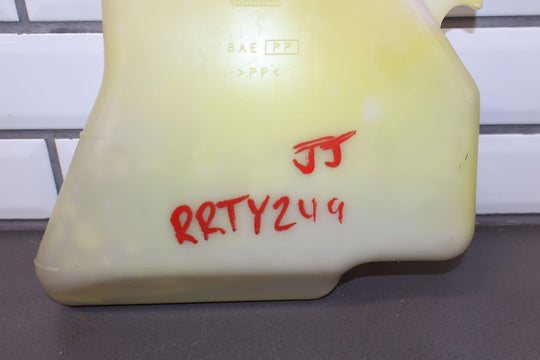 SAE PP
>PP<
JJ
RRTY249